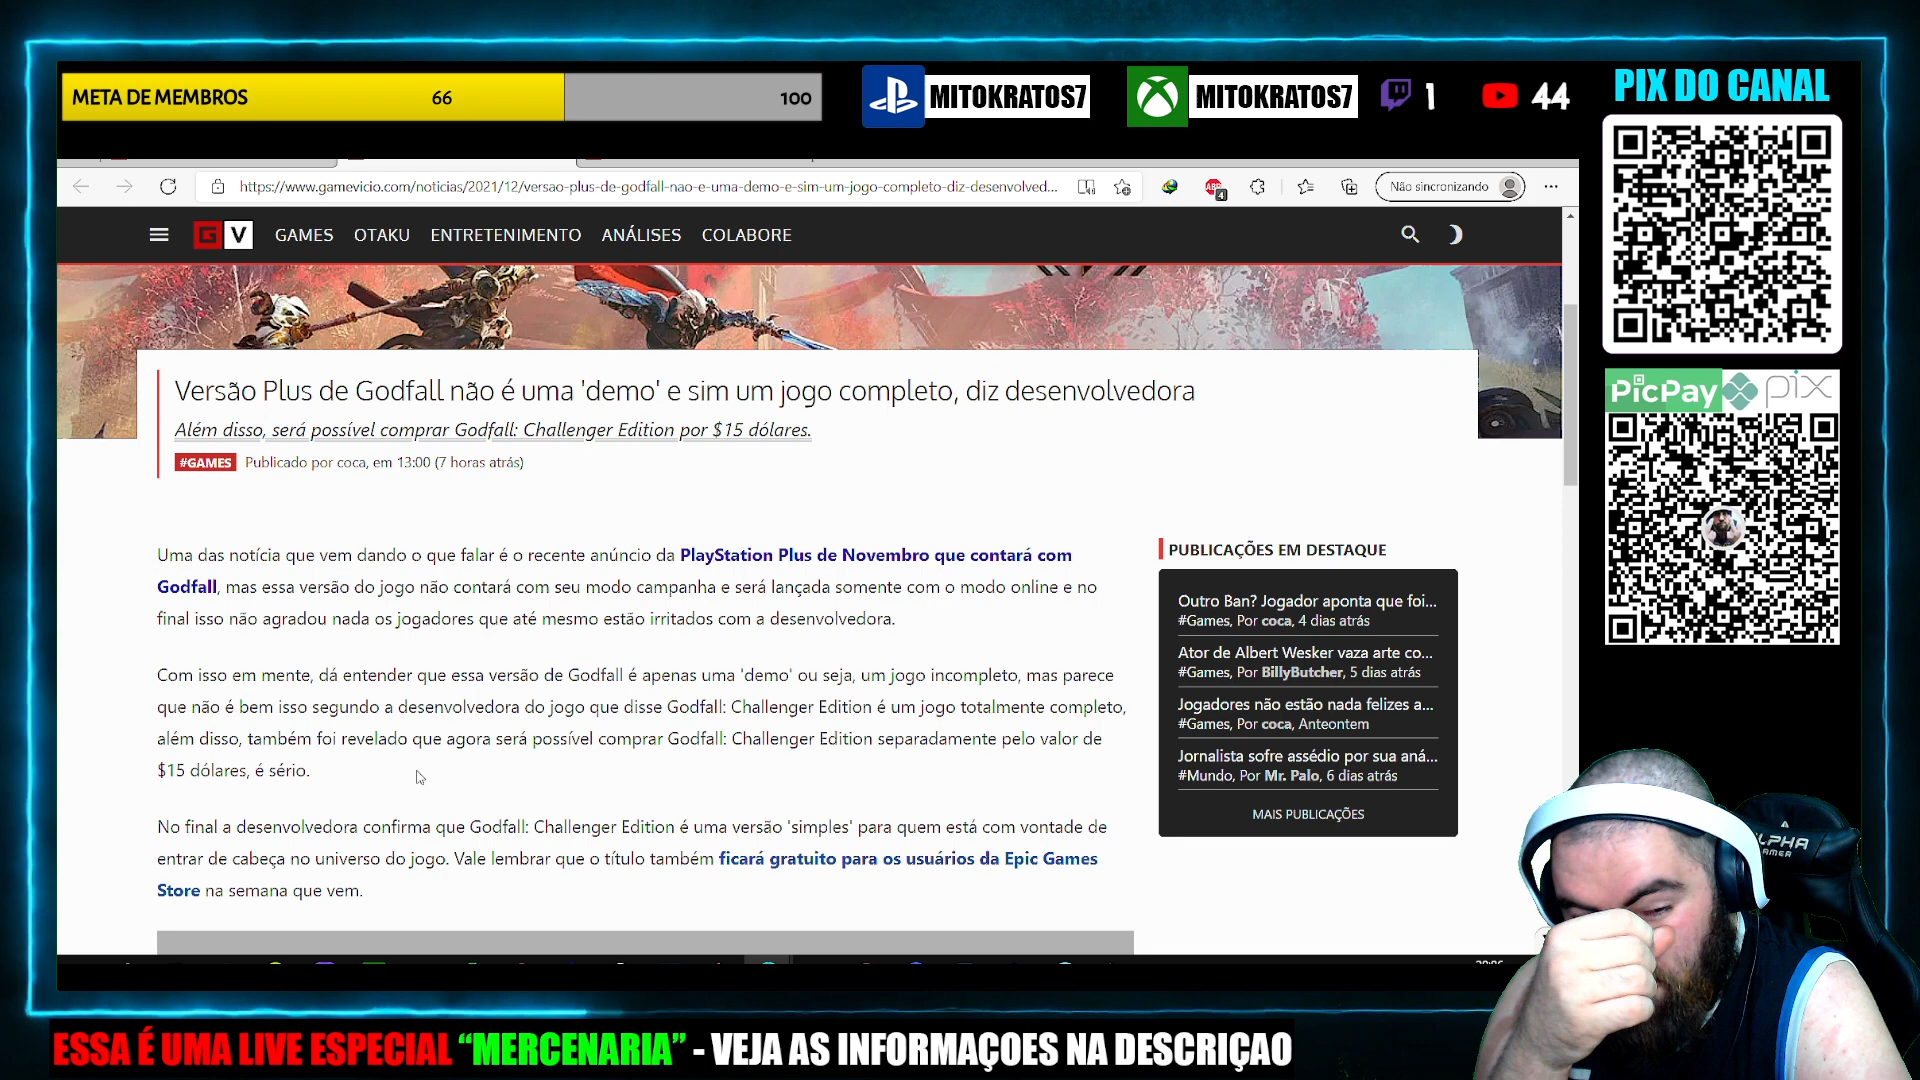 META DE MEMBROS 66 100
MITOKRATOS7
MITOKRATOS7
1
44
PIX DO CANAL
https://www.gamevicio.com/noticias/2021/12/versao-plus-de-godfall-nao-e-uma-demo-e-sim-um-jogo-completo-diz-desenvolved...
ABP
4
Não sincronizando
G V GAMES OTAKU ENTRETENIMENTO ANÁLISES COLABORE
PicPay pix
Versão Plus de Godfall não é uma 'demo' e sim um jogo completo, diz desenvolvedora
Além disso, será possível comprar Godfall: Challenger Edition por $15 dólares.
#GAMES Publicado por coca, em 13:00 (7 horas atrás)
Uma das notícia que vem dando o que falar é o recente anúncio da PlayStation Plus de Novembro que contará com
Godfall, mas essa versão do jogo não contará com seu modo campanha e será lançada somente com o modo online e no
final isso não agradou nada os jogadores que até mesmo estão irritados com a desenvolvedora.
Com isso em mente, dá entender que essa versão de Godfall é apenas uma 'demo' ou seja, um jogo incompleto, mas parece
que não é bem isso segundo a desenvolvedora do jogo que disse Godfall: Challenger Edition é um jogo totalmente completo,
além disso, também foi revelado que agora será possível comprar Godfall: Challenger Edition separadamente pelo valor de
$15 dólares, é sério.
No final a desenvolvedora confirma que Godfall: Challenger Edition é uma versão 'simples' para quem está com vontade de
entrar de cabeça no universo do jogo. Vale lembrar que o título também ficará gratuito para os usuários da Epic Games
Store na semana que vem.
PUBLICAÇÕES EM DESTAQUE
Outro Ban? Jogador aponta que foi...
#Games, Por coca, 4 dias atrás
Ator de Albert Wesker vaza arte co...
#Games, Por BillyButcher, 5 dias atrás
Jogadores não estão nada felizes a...
#Games, Por coca, Anteontem
Jornalista sofre assédio por sua aná...
#Mundo, Por Mr. Palo, 6 dias atrás
MAIS PUBLICAÇÕES
ALPHA
GAMER
ESSA É UMA LIVE ESPECIAL “MERCENARIA” - VEJA AS INFORMAÇOES NA DESCRIÇAO